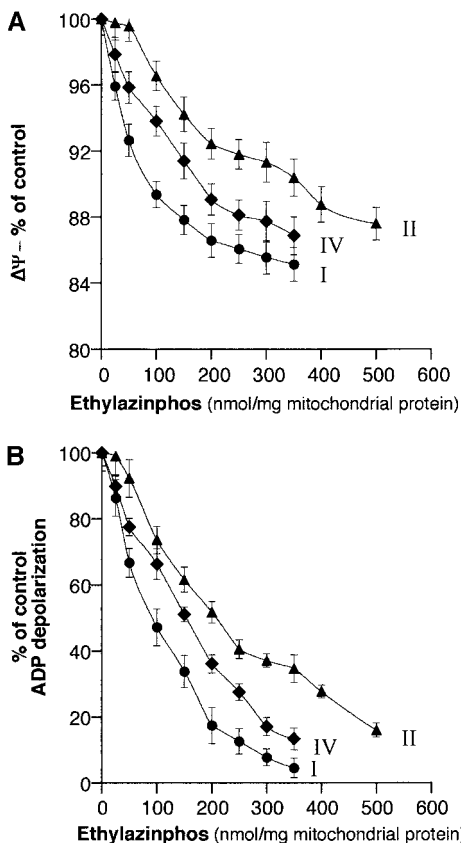 A
100
96
92
88
84
80
ΔΨ – % of control
II
IV
I
0 100 200 300 400 500 600
Ethylazinphos (nmol/mg mitochondrial protein)
B
100
80
60
40
20
0
% of control
ADP depolarization
II
IV
I
0 100 200 300 400 500 600
Ethylazinphos (nmol/mg mitochondrial protein)